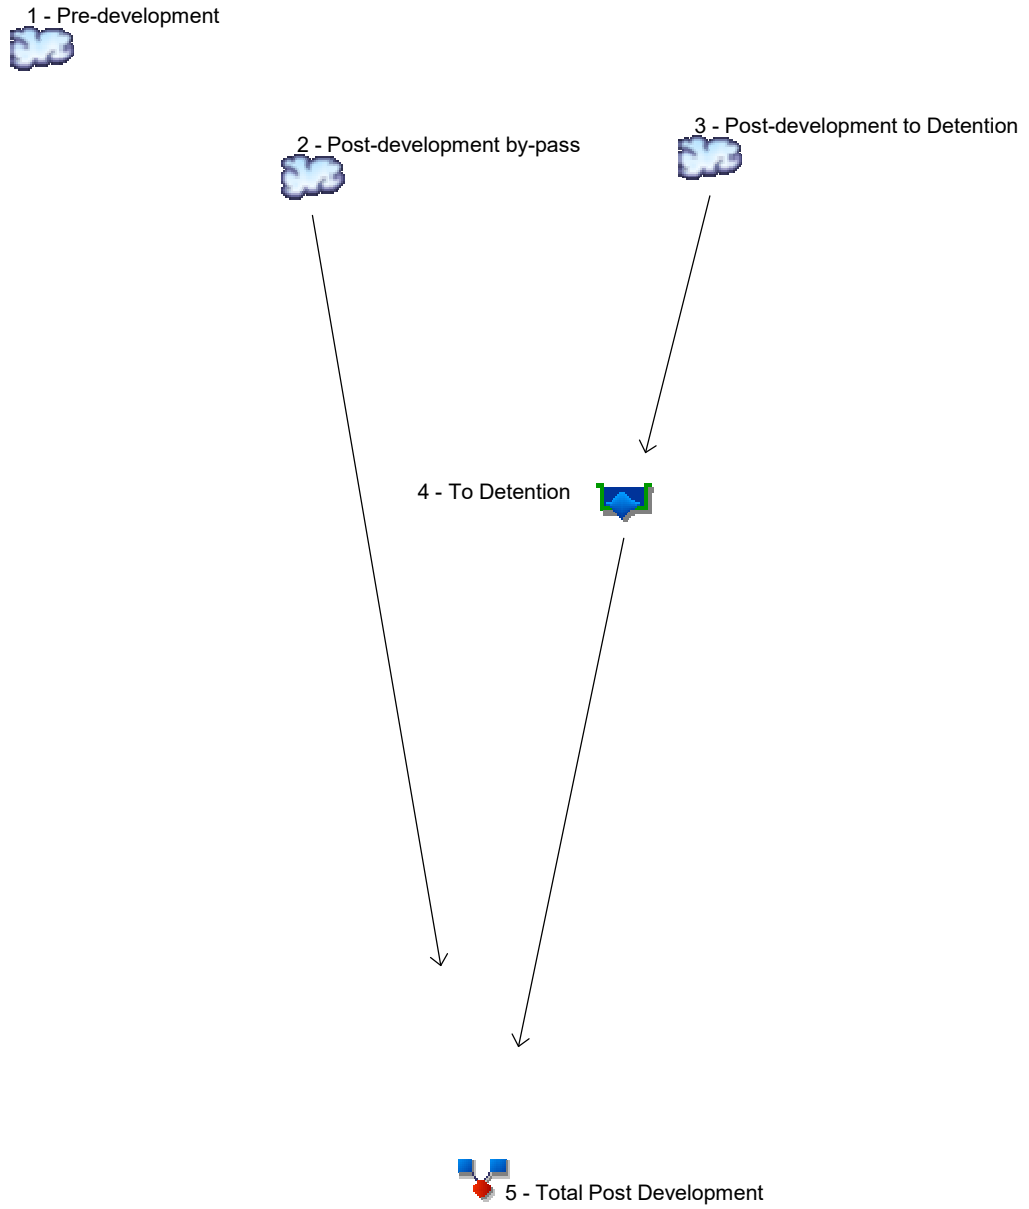 1 - Pre-development
3 - Post-development to Detention
2 - Post-development by-pass
4 - To Detention
5 - Total Post Development